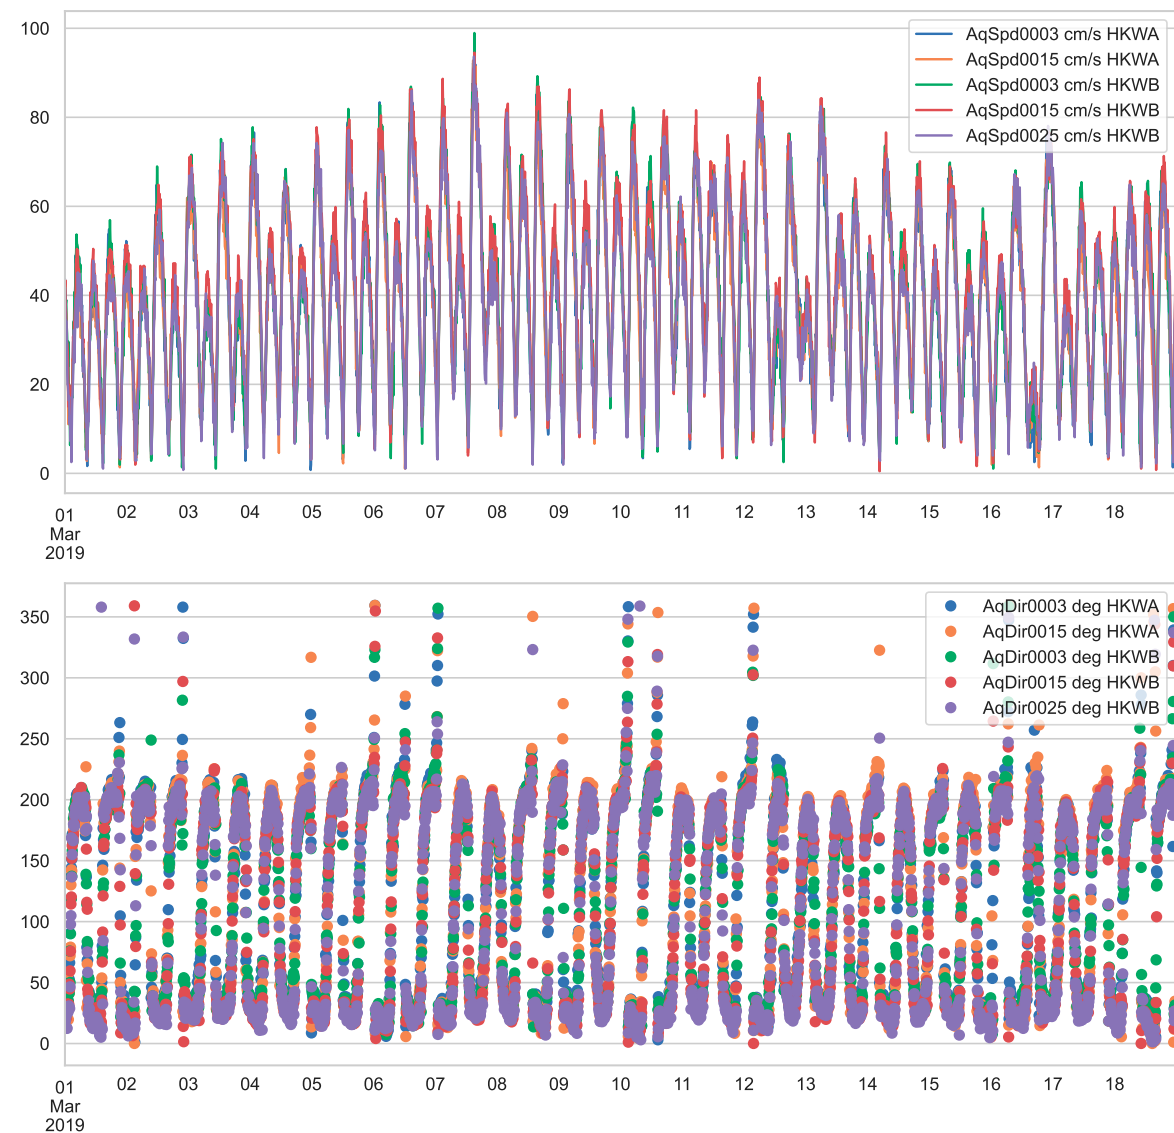 100
80
60
40
20
0
AqSpd0003 cm/s HKWA
AqSpd0015 cm/s HKWA
AqSpd0003 cm/s HKWB
AqSpd0015 cm/s HKWB
AqSpd0025 cm/s HKWB
01 02 03 04 05 06 07 08 09 10 11 12 13 14 15 16 17 18
Mar
2019
350
300
250
200
150
100
50
0
AqDir0003 deg HKWA
AqDir0015 deg HKWA
AqDir0003 deg HKWB
AqDir0015 deg HKWB
AqDir0025 deg HKWB
01 02 03 04 05 06 07 08 09 10 11 12 13 14 15 16 17 18
Mar
2019